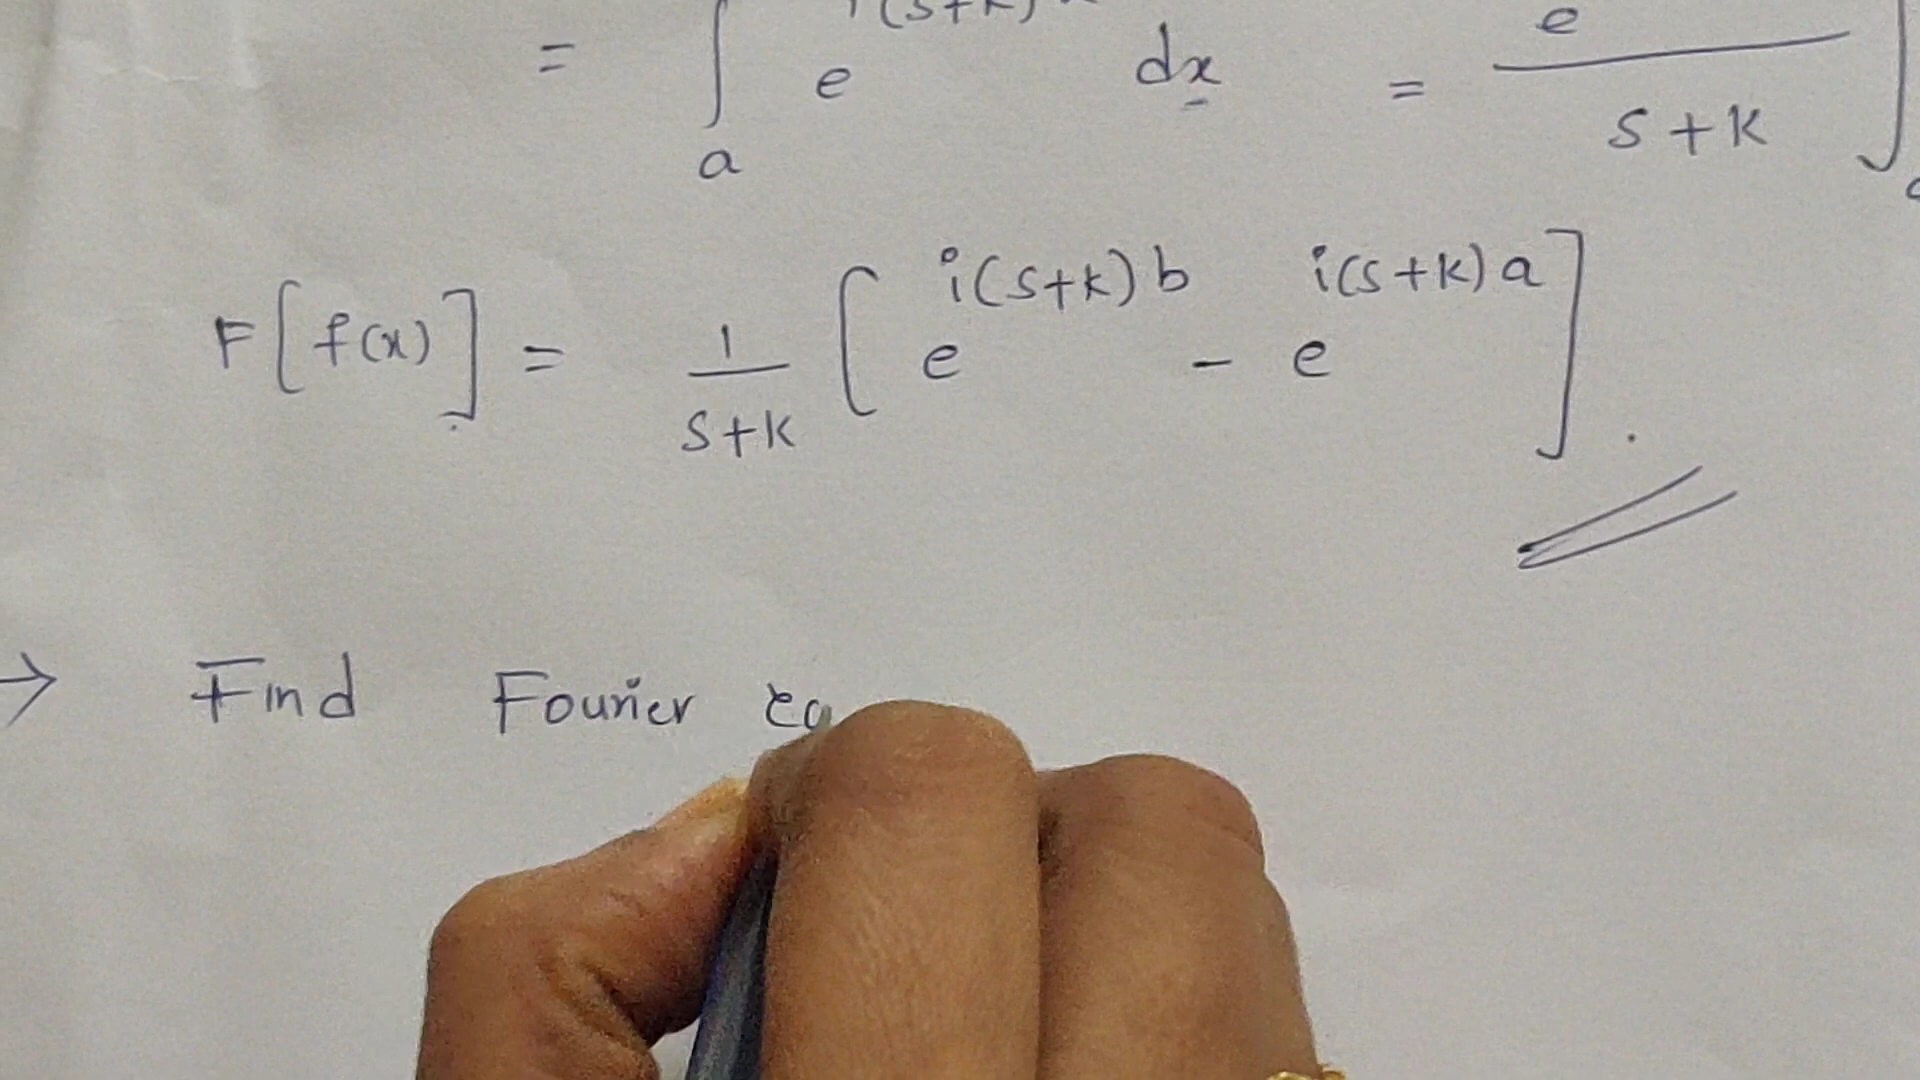 = ∫ₐ e^{i(s+k)} dx = e / s+k ]
F[f(x)] = 1/s+k [ e^{i(s+k)b} - e^{i(s+k)a} ].
→ Find Fourier